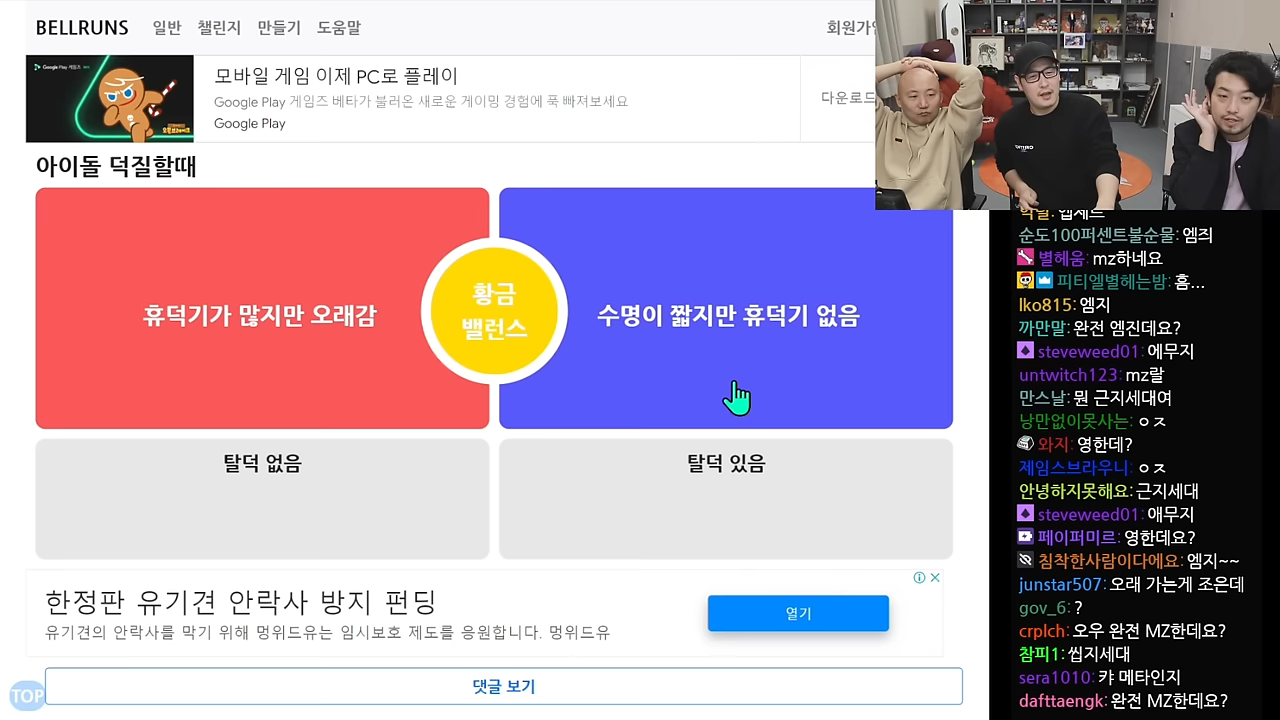 BELLRUNS 일반 챌린지 만들기 도움말
Google Play 게임즈
모바일 게임 이제 PC로 플레이
Google Play 게임즈 베타가 불러온 새로운 게이밍 경험에 푹 빠져보세요
Google Play
다운로드
아이돌 덕질할때
휴덕기가 많지만 오래감
황금
밸런스
수명이 짧지만 휴덕기 없음
탈덕 없음
탈덕 있음
한정판 유기견 안락사 방지 펀딩
유기견의 안락사를 막기 위해 멍위드유는 임시보호 제도를 응원합니다. 멍위드유
열기
댓글 보기
TOP
순도100퍼센트불순물: 엠즤
별헤움: mz하네요
피티엘별헤는밤: 흠...
lko815: 엠지
까만말: 완전 엠진데요?
steveweed01: 에무지
untwitch123: mz랄
만스날: 뭔 근지세대여
낭만없이못사는: ㅇㅈ
와지: 영한데?
제임스브라우니: ㅇㅈ
안녕하지못해요: 근지세대
steveweed01: 애무지
페이퍼미르: 영한데요?
침착한사람이다에요: 엠지~~
junstar507: 오래 가는게 조은데
gov_6: ?
crplch: 오우 완전 MZ한데요?
참피1: 씹지세대
sera1010: 캬 메타인지
dafttaengk: 완전 MZ한데요?